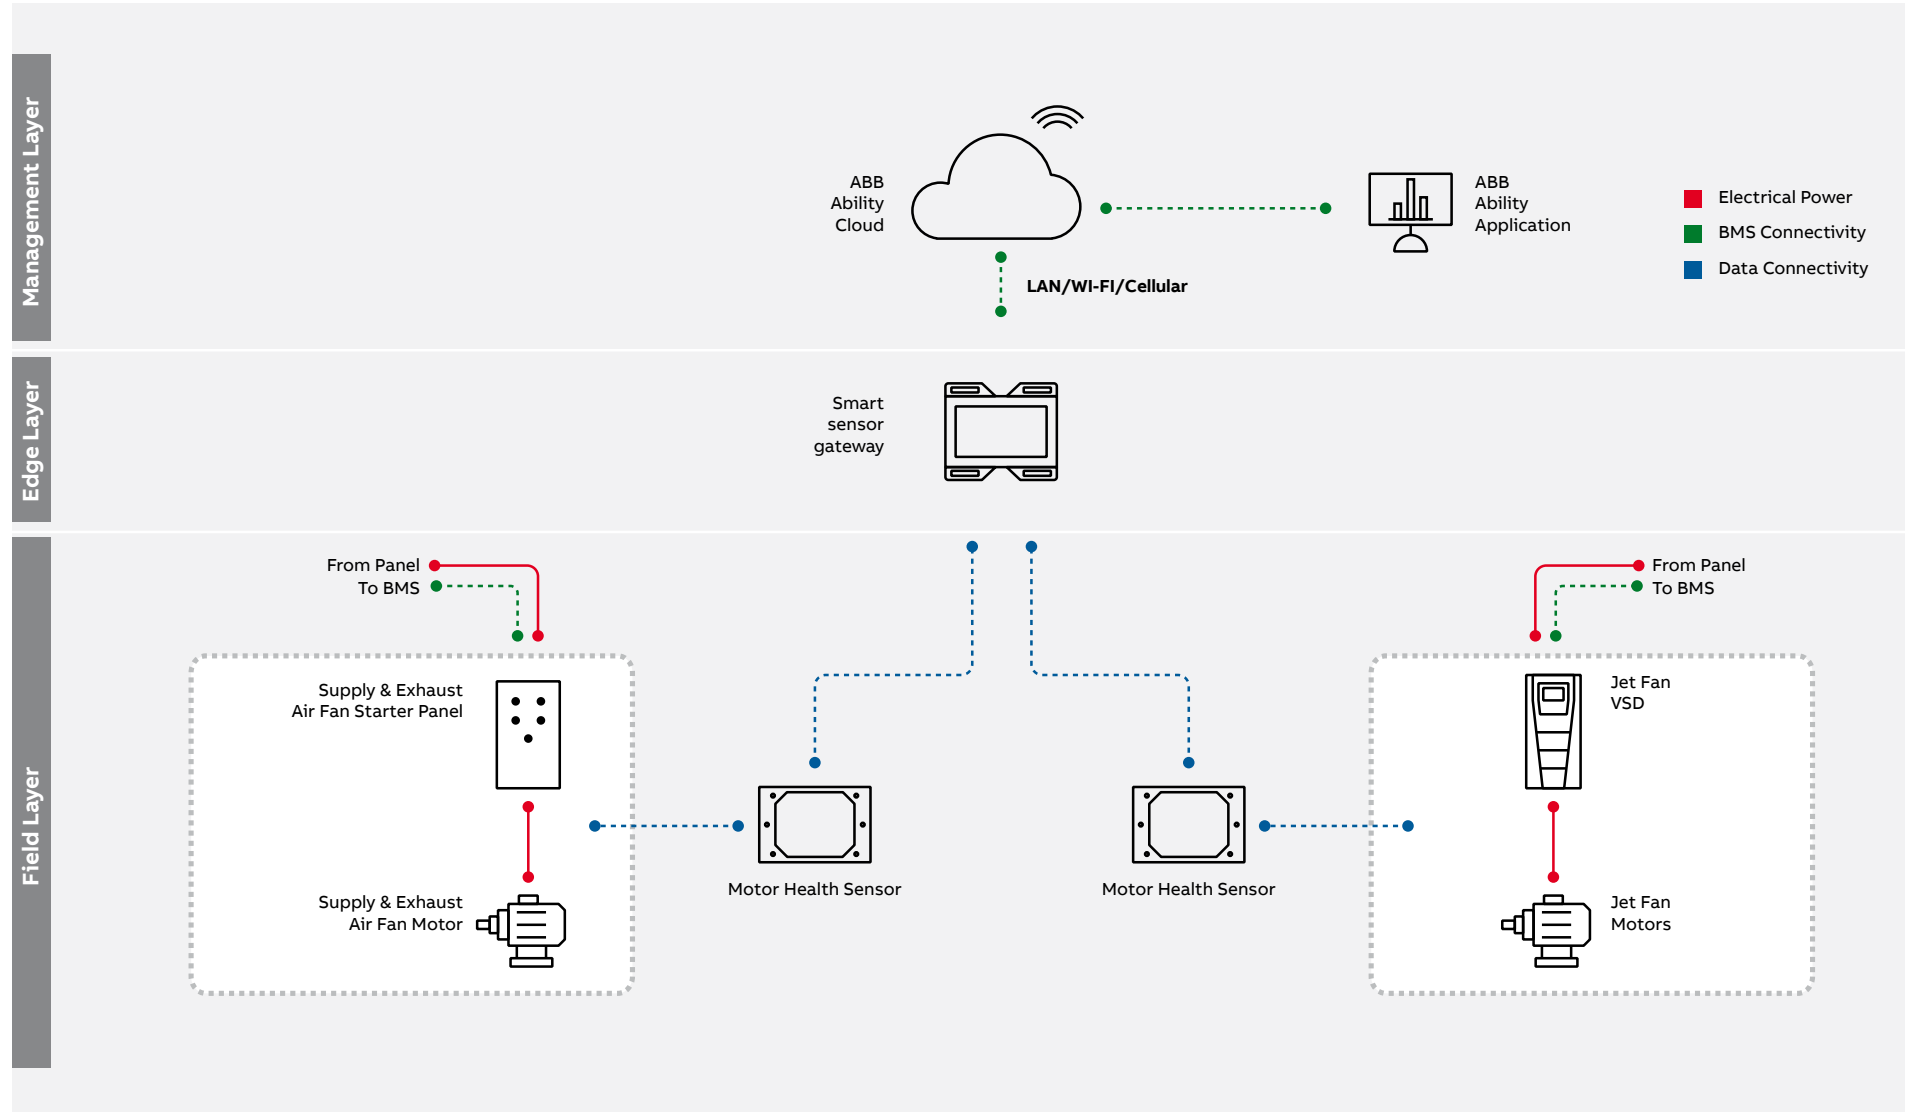 Management Layer
ABB
Ability
Cloud
ABB
Ability
Application
Electrical Power
BMS Connectivity
Data Connectivity
LAN/WI-FI/Cellular
Edge Layer
Smart
sensor
gateway
Field Layer
From Panel
To BMS
From Panel
To BMS
Supply & Exhaust
Air Fan Starter Panel
Jet Fan
VSD
Motor Health Sensor
Motor Health Sensor
Supply & Exhaust
Air Fan Motor
Jet Fan
Motors